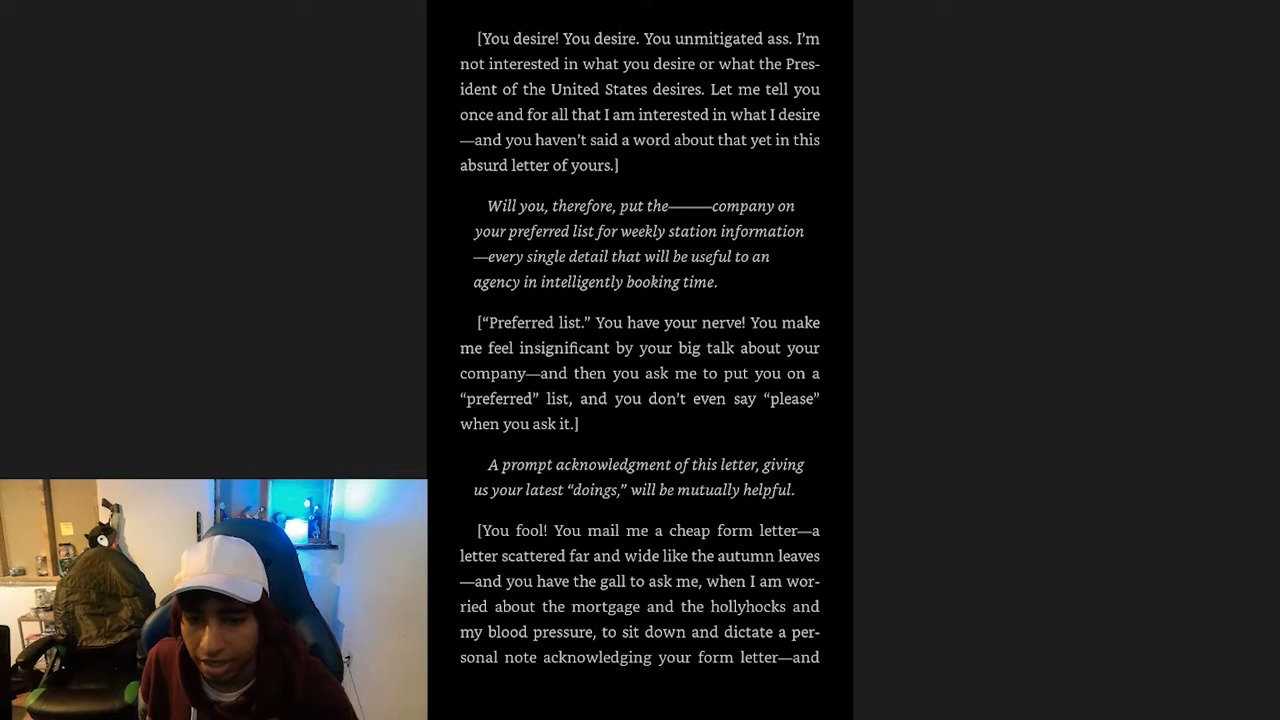 [You desire! You desire. You unmitigated ass. I’m
not interested in what you desire or what the Pres-
ident of the United States desires. Let me tell you
once and for all that I am interested in what I desire
—and you haven’t said a word about that yet in this
absurd letter of yours.]
Will you, therefore, put the———company on
your preferred list for weekly station information
—every single detail that will be useful to an
agency in intelligently booking time.
[“Preferred list.” You have your nerve! You make
me feel insignificant by your big talk about your
company—and then you ask me to put you on a
“preferred” list, and you don’t even say “please”
when you ask it.]
A prompt acknowledgment of this letter, giving
us your latest “doings,” will be mutually helpful.
[You fool! You mail me a cheap form letter—a
letter scattered far and wide like the autumn leaves
—and you have the gall to ask me, when I am wor-
ried about the mortgage and the hollyhocks and
my blood pressure, to sit down and dictate a per-
sonal note acknowledging your form letter—and